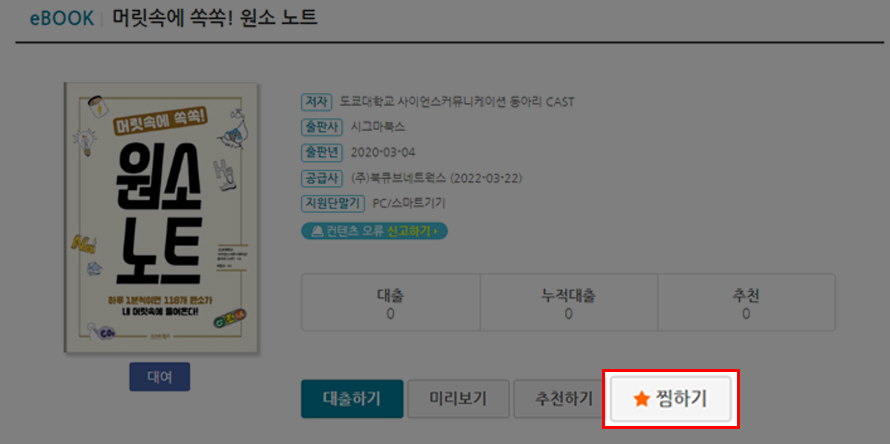 eBOOK 머릿속에 쏙쏙! 원소 노트
머릿속에 쏙쏙!
원소
노트
하루 1분씩이면 118개 원소가
내 머릿속에 들어온다!
대여
저자 도쿄대학교 사이언스커뮤니케이션 동아리 CAST
출판사 시그마북스
출판년 2020-03-04
공급사 (주)북큐브네트웍스 (2022-03-22)
지원단말기 PC/스마트기기
컨텐츠 오류 신고하기
대출 누적대출 추천
0 0 0
대출하기 미리보기 추천하기 찜하기